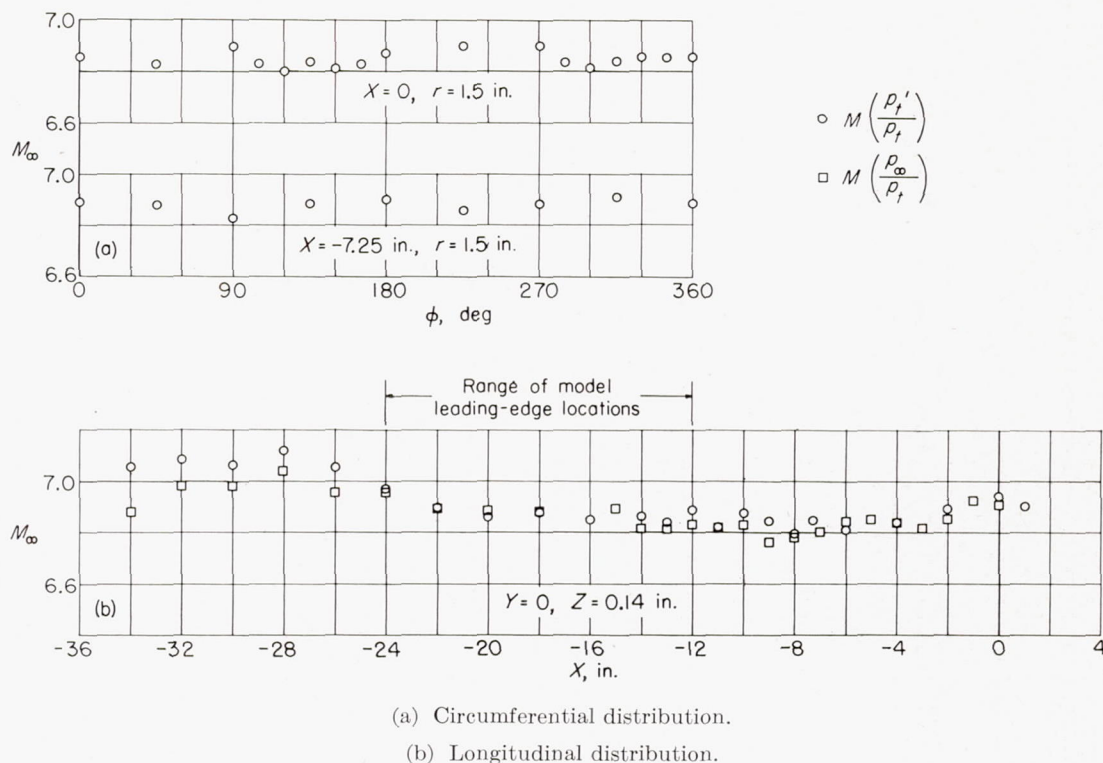 7.0
X = 0, r = 1.5 in.
6.6
M∞
7.0
(a)
X = -7.25 in., r = 1.5 in.
6.6
0 90 180 270 360
φ, deg
○ M(pt'/pt)
□ M(p∞/pt)
Range of model
leading-edge locations
7.0
M∞
6.6
(b)
Y = 0, Z = 0.14 in.
-36 -32 -28 -24 -20 -16 -12 -8 -4 0 4
X, in.
(a) Circumferential distribution.
(b) Longitudinal distribution.